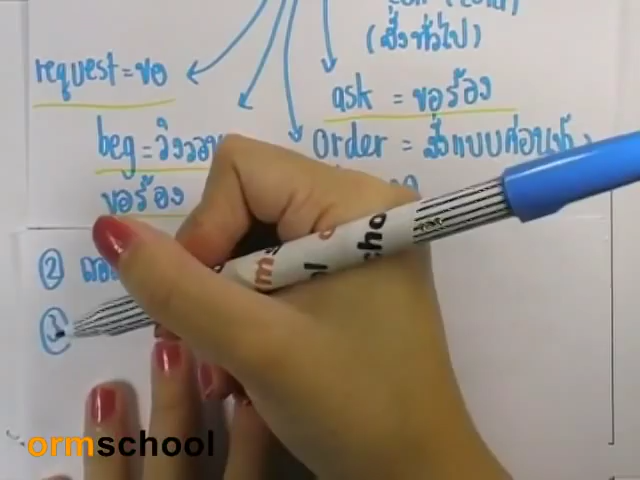 (สั่งทั่วไป)
request = ขอ
ask = ขอร้อง
beg = วิงวอน
order = สั่งแบบค่อนข้าง
ขอร้อง
②
③
ormschool